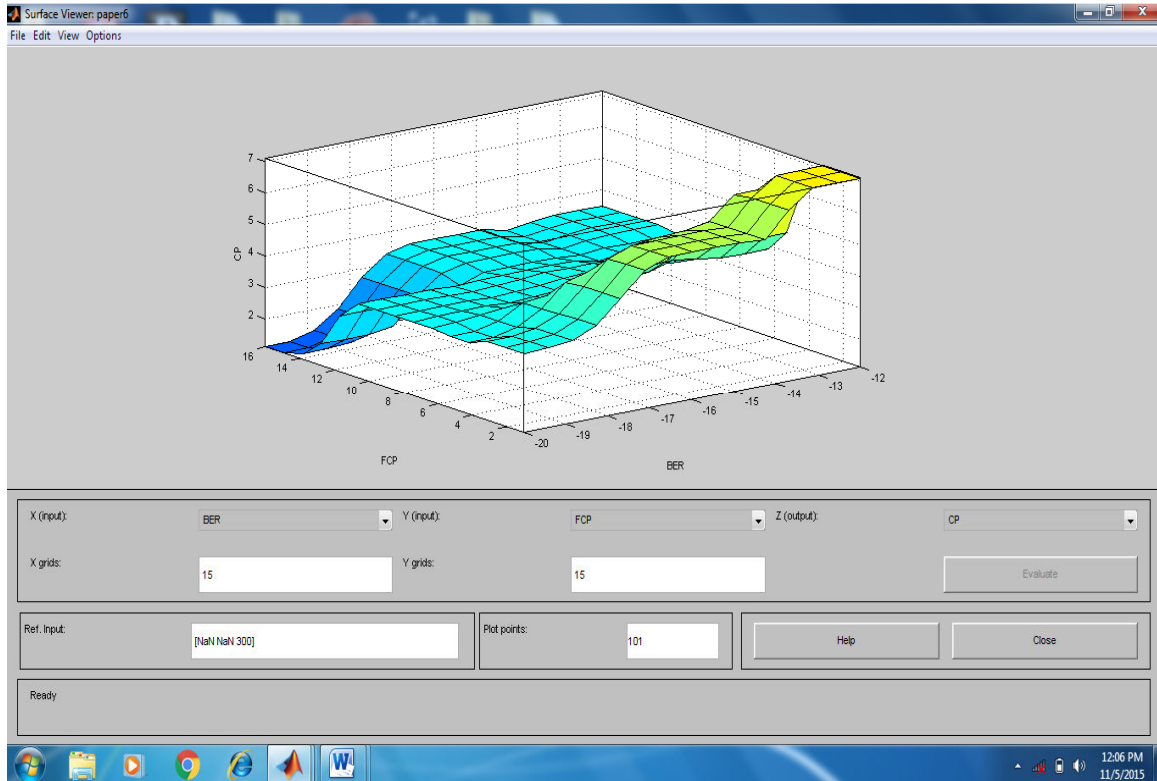 Surface Viewer: paper6
File Edit View Options
7
6
5
4
3
2
CP
16
14
12
10
8
6
4
2
FCP
-20
-19
-18
-17
-16
-15
-14
-13
-12
BER
X (input):
BER
Y (input):
FCP
Z (output):
CP
X grids:
15
Y grids:
15
Evaluate
Ref. Input:
[NaN NaN 300]
Plot points:
101
Help
Close
Ready
12:06 PM
11/5/2015